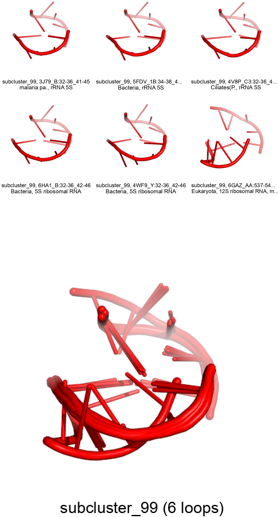 subcluster_99, 3J79_B:32-36_41-45
malaria pa., rRNA 5S
subcluster_99, 5FDV_1B:34-38_4...
Bacteria, rRNA 5S
subcluster_99, 4V8P_C3:32-36_4...
Ciliates(P., rRNA 5S
subcluster_99, 6HA1_B:32-36_42-46
Bacteria, 5S ribosomal RNA
subcluster_99, 4WF9_Y:32-36_42-46
Bacteria, 5S ribosomal RNA
subcluster_99, 6GAZ_AA:537-54...
Eukaryota, 12S ribosomal RNA, m...
subcluster_99 (6 loops)